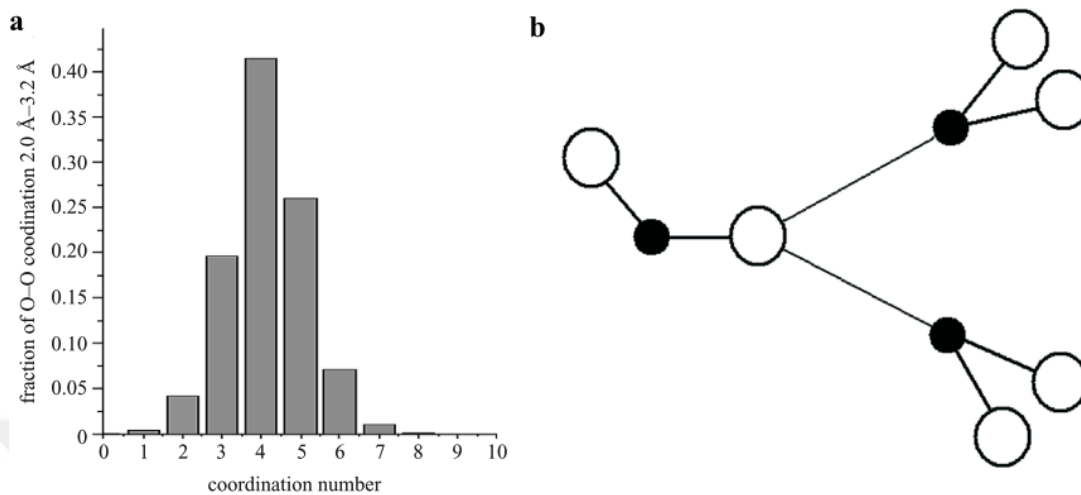 a
b
fraction of O–O coodination 2.0 Å–3.2 Å
0.40
0.35
0.30
0.25
0.20
0.15
0.10
0.05
0
0 1 2 3 4 5 6 7 8 9 10
coordination number